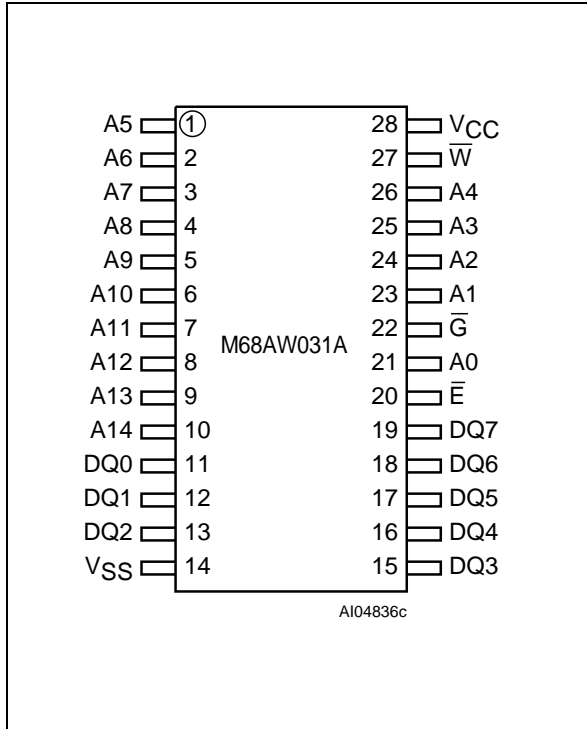 A5 1 28 VCC
A6 2 27 W̅
A7 3 26 A4
A8 4 25 A3
A9 5 24 A2
A10 6 23 A1
A11 7 22 G̅
M68AW031A
A12 8 21 A0
A13 9 20 E̅
A14 10 19 DQ7
DQ0 11 18 DQ6
DQ1 12 17 DQ5
DQ2 13 16 DQ4
VSS 14 15 DQ3
AI04836c